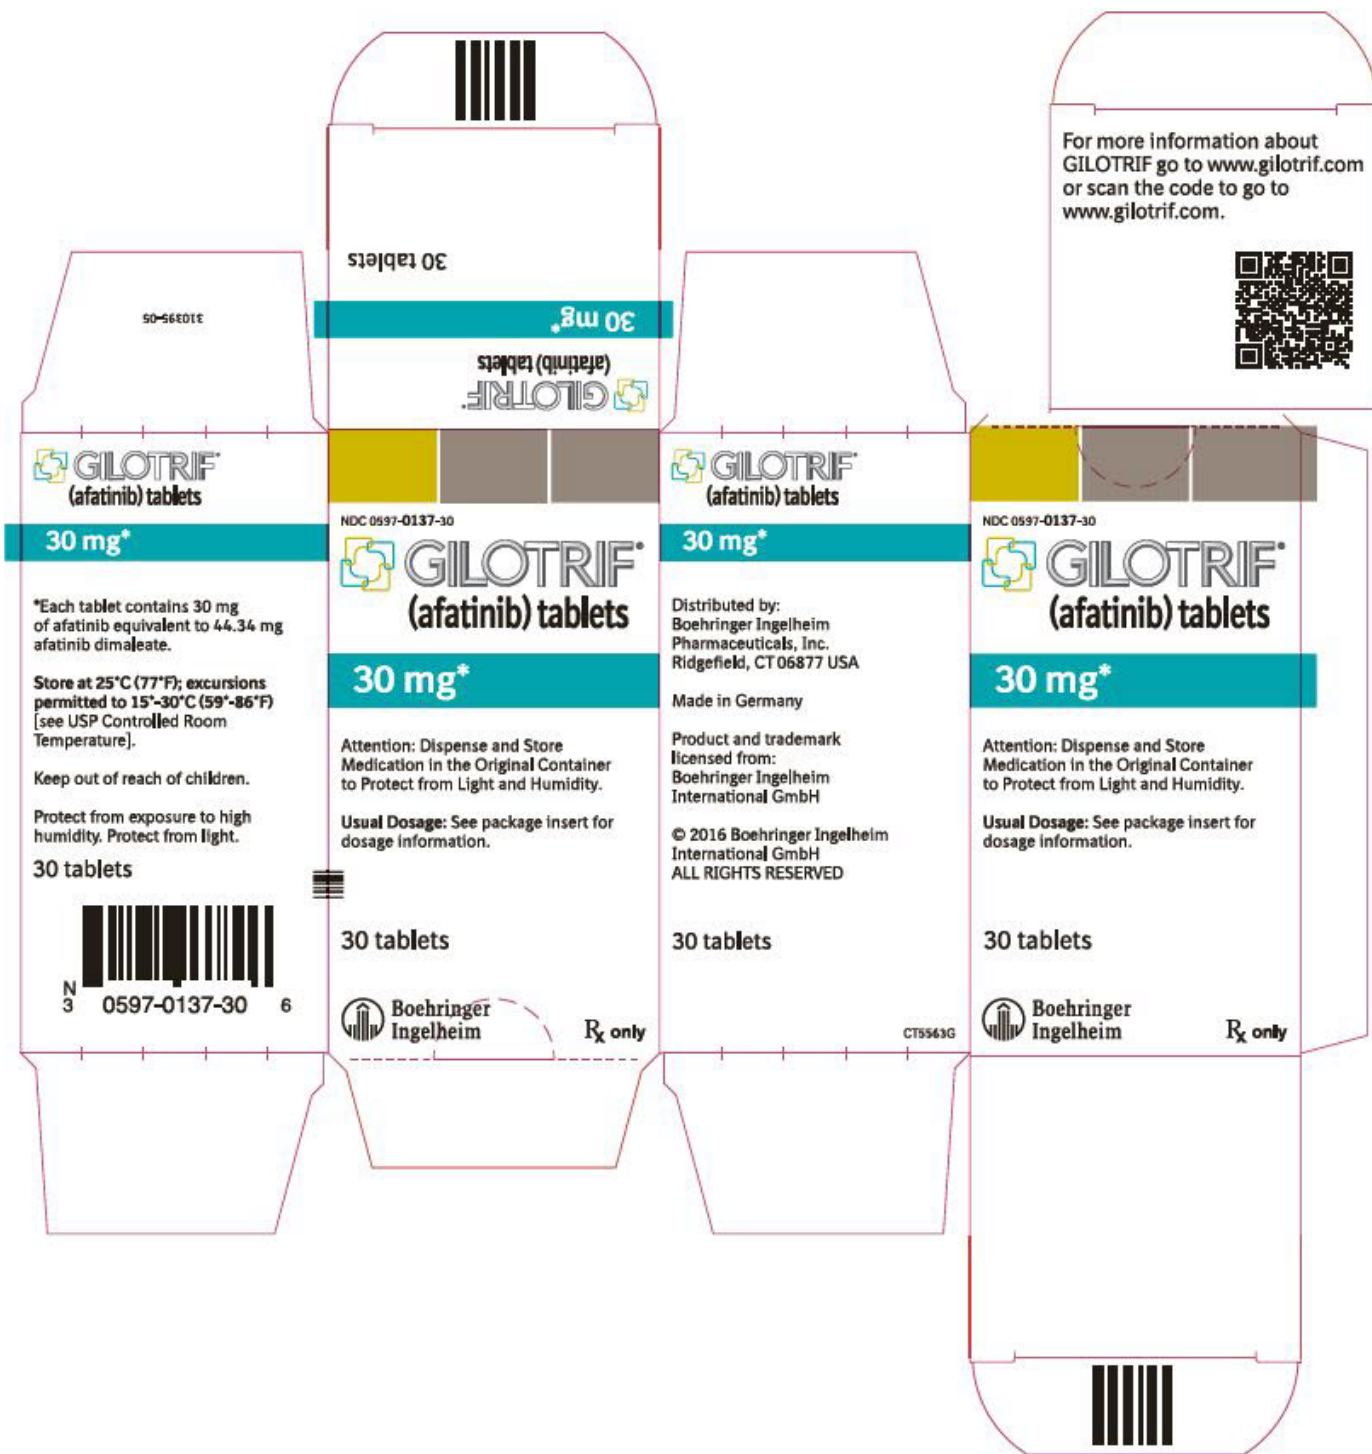 For more information about
GILOTRIF go to www.gilotrif.com
or scan the code to go to
www.gilotrif.com.
30 tablets
30 mg*
(afatinib) tablets
GILOTRIF®
310395-05
GILOTRIF®
(afatinib) tablets
30 mg*
*Each tablet contains 30 mg
of afatinib equivalent to 44.34 mg
afatinib dimaleate.
Store at 25°C (77°F); excursions
permitted to 15°-30°C (59°-86°F)
[see USP Controlled Room
Temperature].
Keep out of reach of children.
Protect from exposure to high
humidity. Protect from light.
30 tablets
N
3 0597-0137-30 6
NDC 0597-0137-30
GILOTRIF®
(afatinib) tablets
30 mg*
Attention: Dispense and Store
Medication in the Original Container
to Protect from Light and Humidity.
Usual Dosage: See package insert for
dosage information.
30 tablets
Boehringer
Ingelheim
Rx only
GILOTRIF®
(afatinib) tablets
30 mg*
Distributed by:
Boehringer Ingelheim
Pharmaceuticals, Inc.
Ridgefield, CT 06877 USA
Made in Germany
Product and trademark
licensed from:
Boehringer Ingelheim
International GmbH
© 2016 Boehringer Ingelheim
International GmbH
ALL RIGHTS RESERVED
30 tablets
CT5563G
NDC 0597-0137-30
GILOTRIF®
(afatinib) tablets
30 mg*
Attention: Dispense and Store
Medication in the Original Container
to Protect from Light and Humidity.
Usual Dosage: See package insert for
dosage information.
30 tablets
Boehringer
Ingelheim
Rx only